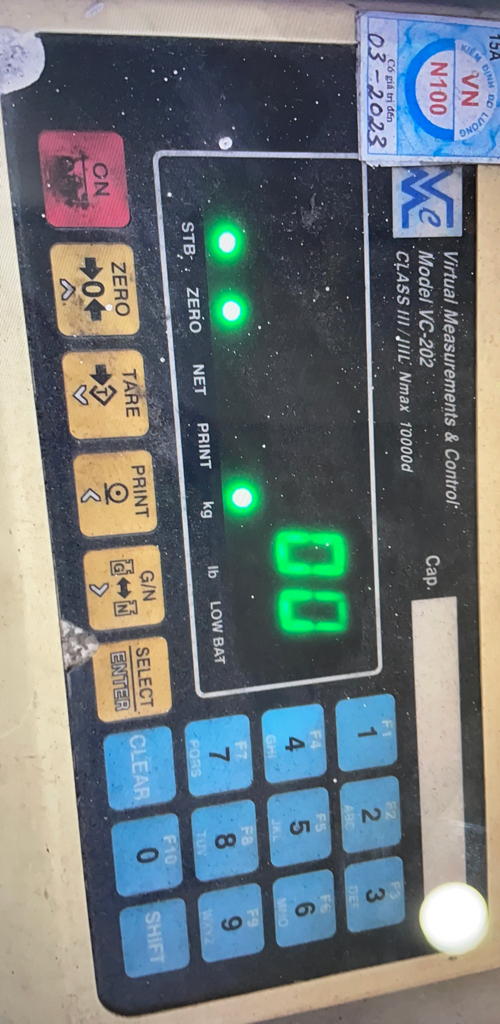 15A
KIỂM ĐỊNH ĐO LƯỜNG
VN
N100
Có giá trị đến
03-2023
Virtual Measurements & Control
Model VC-202
CLASS III / IIIL Nmax 10000d
Cap.
00
STB
ZERO
NET
PRINT
kg
lb
LOW BAT
CN
ZERO
0
TARE
T
PRINT
G/N
G N
SELECT
ENTER
F1
1
F2
ABC
2
F3
DEF
3
F4
GHI
4
F5
JKL
5
F6
MNO
6
F7
PQRS
7
F8
TUV
8
F9
WXYZ
9
CLEAR
F10
0
SHIFT